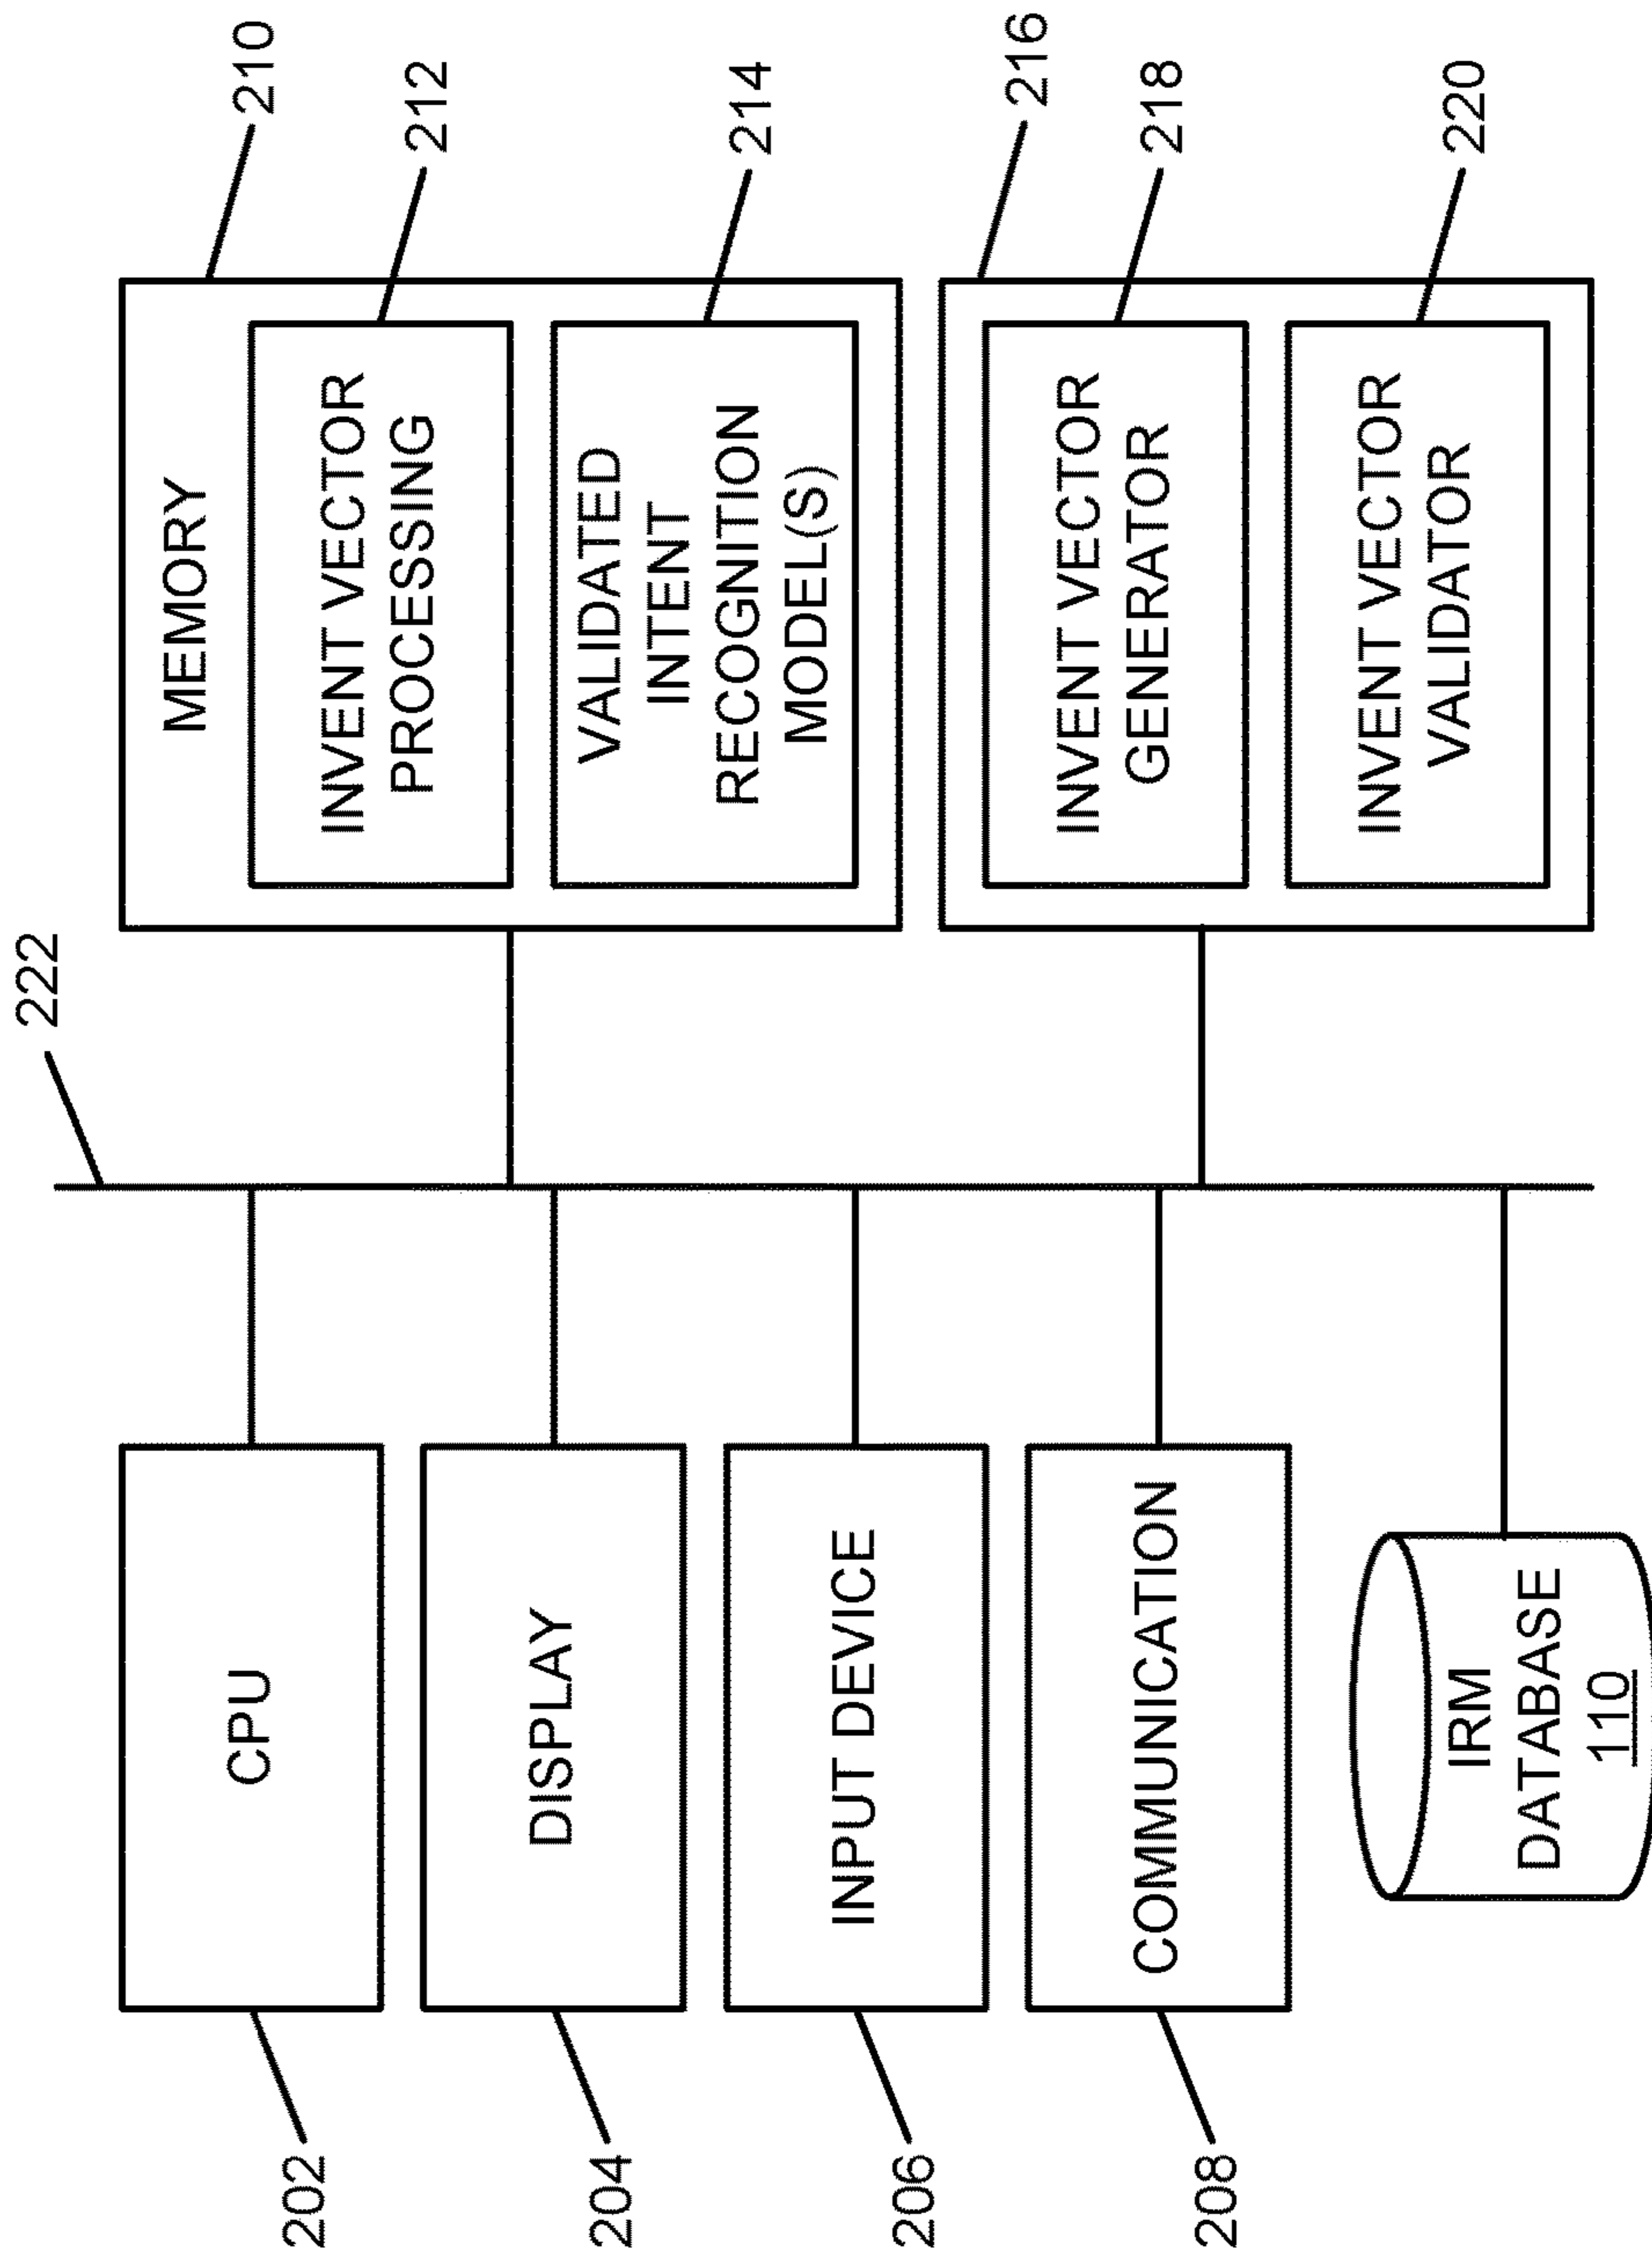 222
210
MEMORY
INVENT VECTOR
PROCESSING
212
VALIDATED
INTENT
RECOGNITION
MODEL(S)
214
216
INVENT VECTOR
GENERATOR
218
INVENT VECTOR
VALIDATOR
220
202
CPU
204
DISPLAY
206
INPUT DEVICE
208
COMMUNICATION
IRM
DATABASE
110